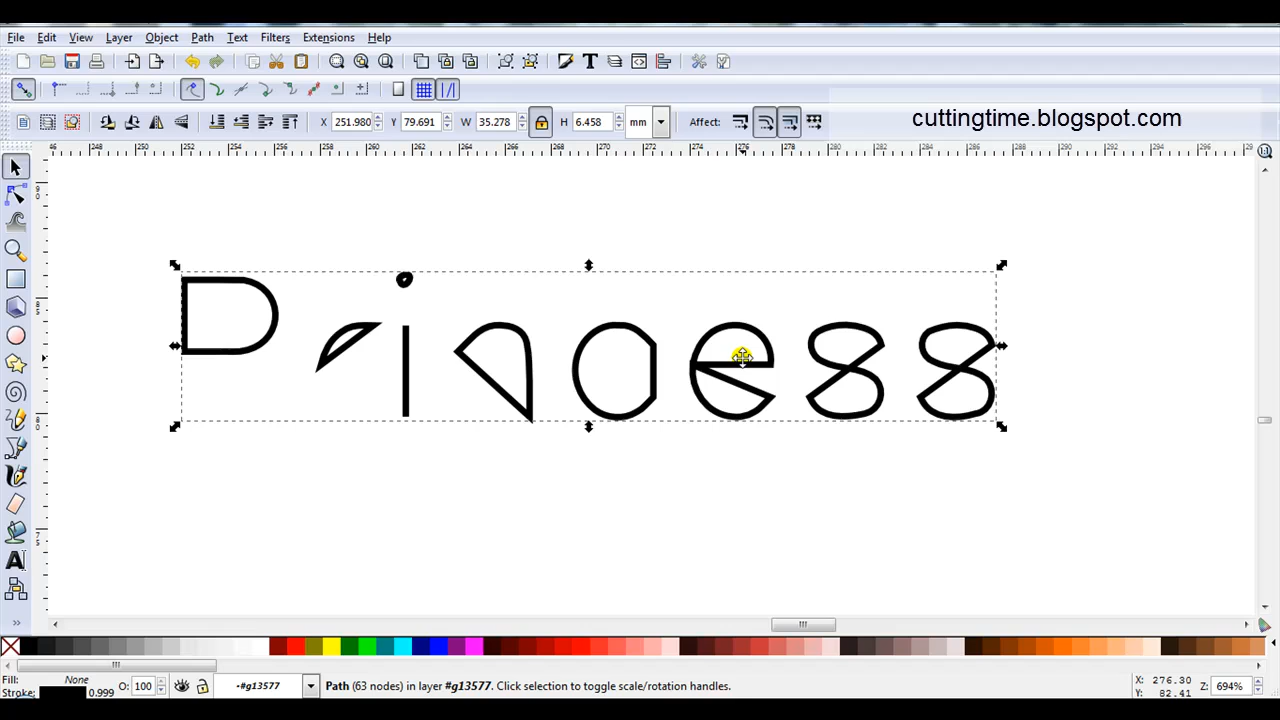 File Edit View Layer Object Path Text Filters Extensions Help
X 251.980 Y 79.691 W 35.278 H 6.458 mm Affect: cuttingtime.blogspot.com
Princess
Fill: None
Stroke: 0.999 O: 100 -#g13577 Path (63 nodes) in layer #g13577. Click selection to toggle scale/rotation handles. X: 276.30 Y: 82.41 Z: 694%